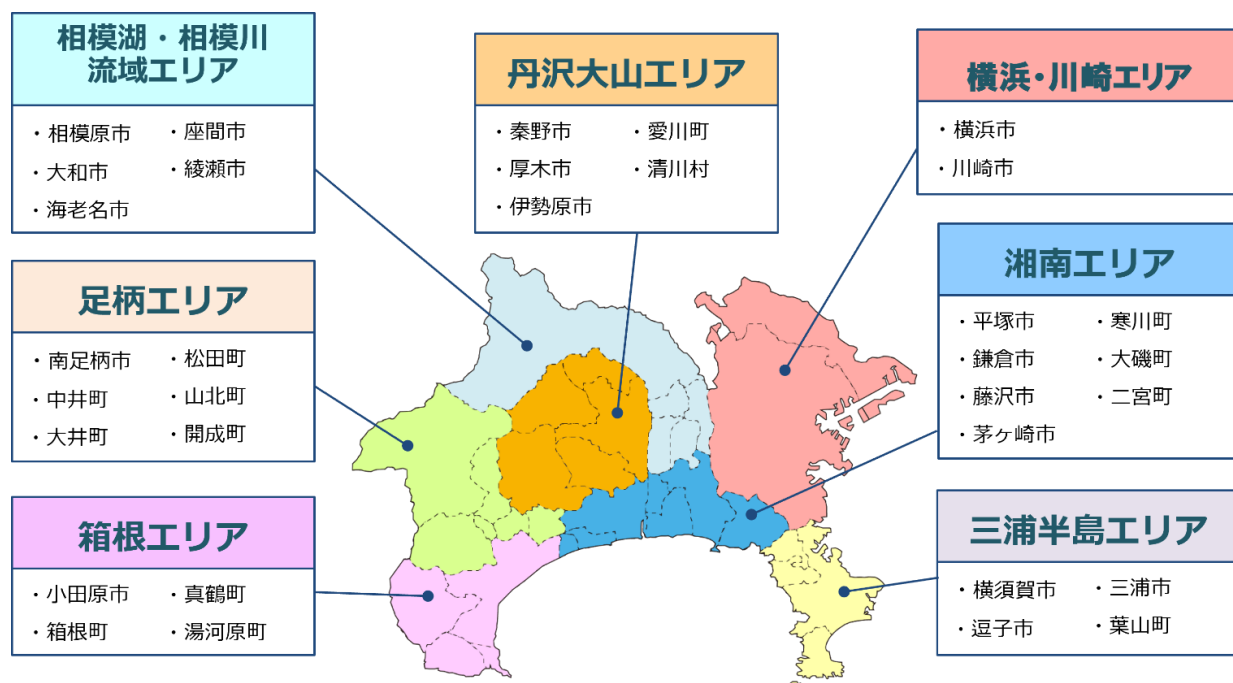 相模湖・相模川
流域エリア
・相模原市
・座間市
・大和市
・綾瀬市
・海老名市
丹沢大山エリア
・秦野市
・愛川町
・厚木市
・清川村
・伊勢原市
横浜・川崎エリア
・横浜市
・川崎市
足柄エリア
・南足柄市
・松田町
・中井町
・山北町
・大井町
・開成町
湘南エリア
・平塚市
・寒川町
・鎌倉市
・大磯町
・藤沢市
・二宮町
・茅ヶ崎市
箱根エリア
・小田原市
・真鶴町
・箱根町
・湯河原町
三浦半島エリア
・横須賀市
・三浦市
・逗子市
・葉山町